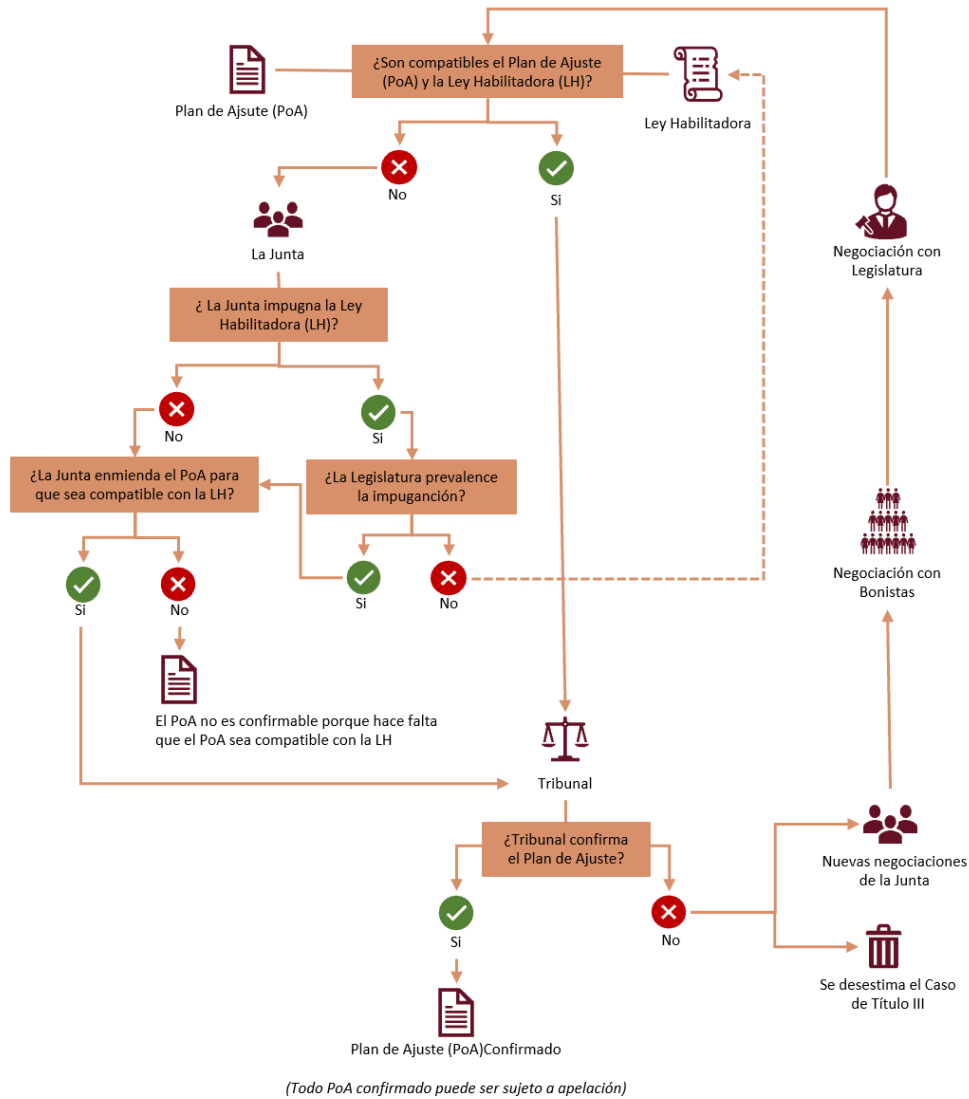 ¿Son compatibles el Plan de Ajuste
(PoA) y la Ley Habilitadora (LH)?
Plan de Ajsute (PoA)
Ley Habilitadora
No
Si
La Junta
Negociación con
Legislatura
¿ La Junta impugna la Ley
Habilitadora (LH)?
No
Si
¿La Junta enmienda el PoA para
que sea compatible con la LH?
¿La Legislatura prevalence
la impuganción?
Si
No
Si
No
Negociación con
Bonistas
El PoA no es confirmable porque hace falta
que el PoA sea compatible con la LH
Tribunal
¿Tribunal confirma
el Plan de Ajuste?
Nuevas negociaciones
de la Junta
Si
No
Se desestima el Caso
de Título III
Plan de Ajuste (PoA)Confirmado
(Todo PoA confirmado puede ser sujeto a apelación)